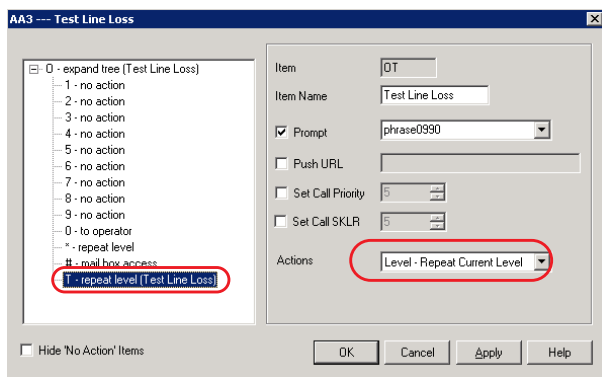 AA3 --- Test Line Loss
O - expand tree (Test Line Loss)
1 - no action
2 - no action
3 - no action
4 - no action
5 - no action
6 - no action
7 - no action
8 - no action
9 - no action
0 - to operator
* - repeat level
# - mail box access
T - repeat level (Test Line Loss)
Hide 'No Action' Items
Item
OT
Item Name
Test Line Loss
Prompt
phrase0990
Push URL
Set Call Priority
5
Set Call SKLR
5
Actions
Level - Repeat Current Level
OK
Cancel
Apply
Help